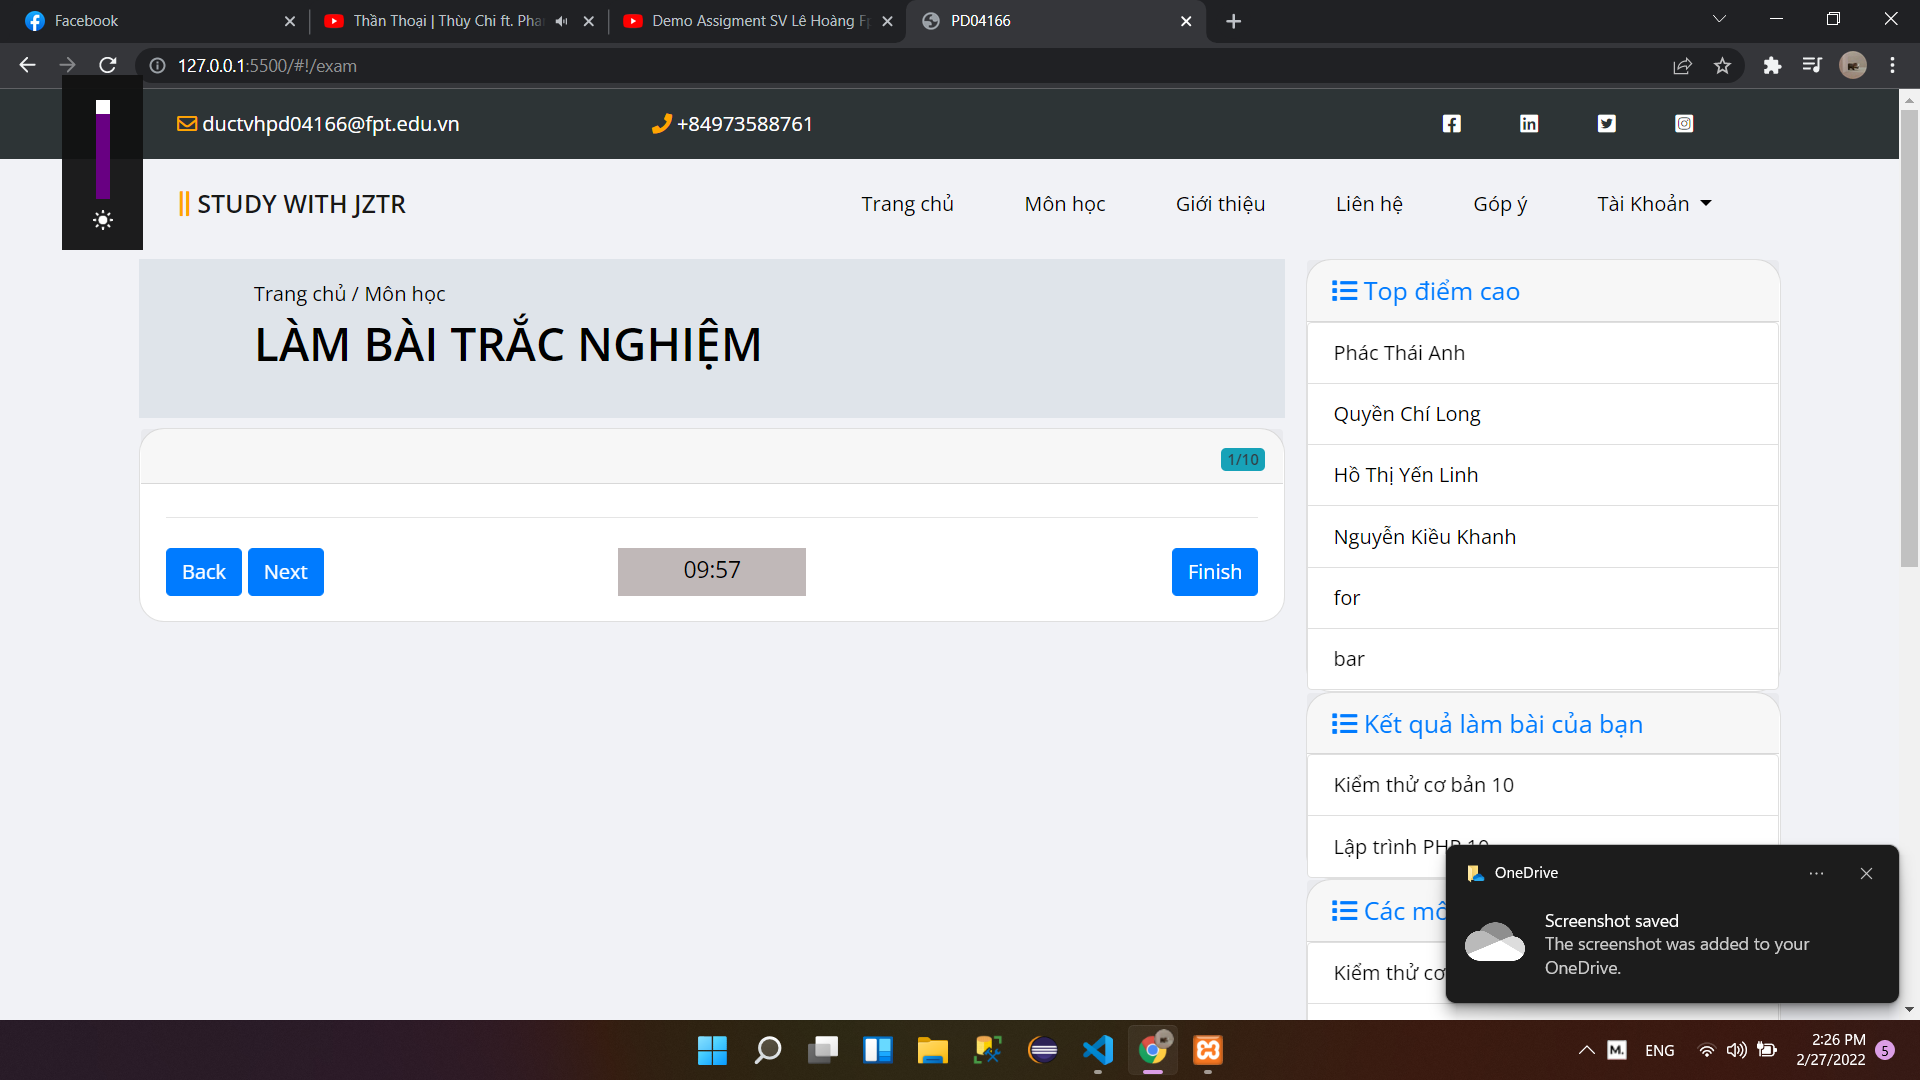 Facebook
Thần Thoại | Thùy Chi ft. Pha
Demo Assigment SV Lê Hoàng Fp
PD04166
127.0.0.1:5500/#!/exam
ductvhpd04166@fpt.edu.vn
+84973588761
STUDY WITH JZTR
Trang chủ
Môn học
Giới thiệu
Liên hệ
Góp ý
Tài Khoản
Trang chủ / Môn học
LÀM BÀI TRẮC NGHIỆM
1/10
Back
Next
09:57
Finish
Top điểm cao
Phác Thái Anh
Quyền Chí Long
Hồ Thị Yến Linh
Nguyễn Kiều Khanh
for
bar
Kết quả làm bài của bạn
Kiểm thử cơ bản 10
Lập trình PHP 10
Các mô
Kiểm thử cơ
OneDrive
Screenshot saved
The screenshot was added to your
OneDrive.
M.
ENG
2:26 PM
2/27/2022
5